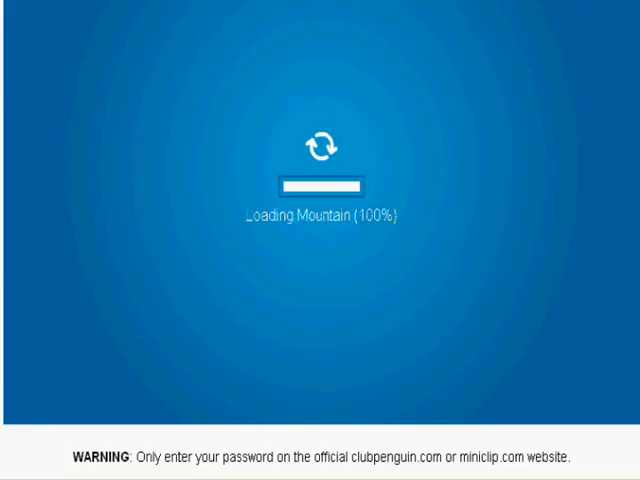 Loading Mountain (100%)
WARNING: Only enter your password on the official clubpenguin.com or miniclip.com website.